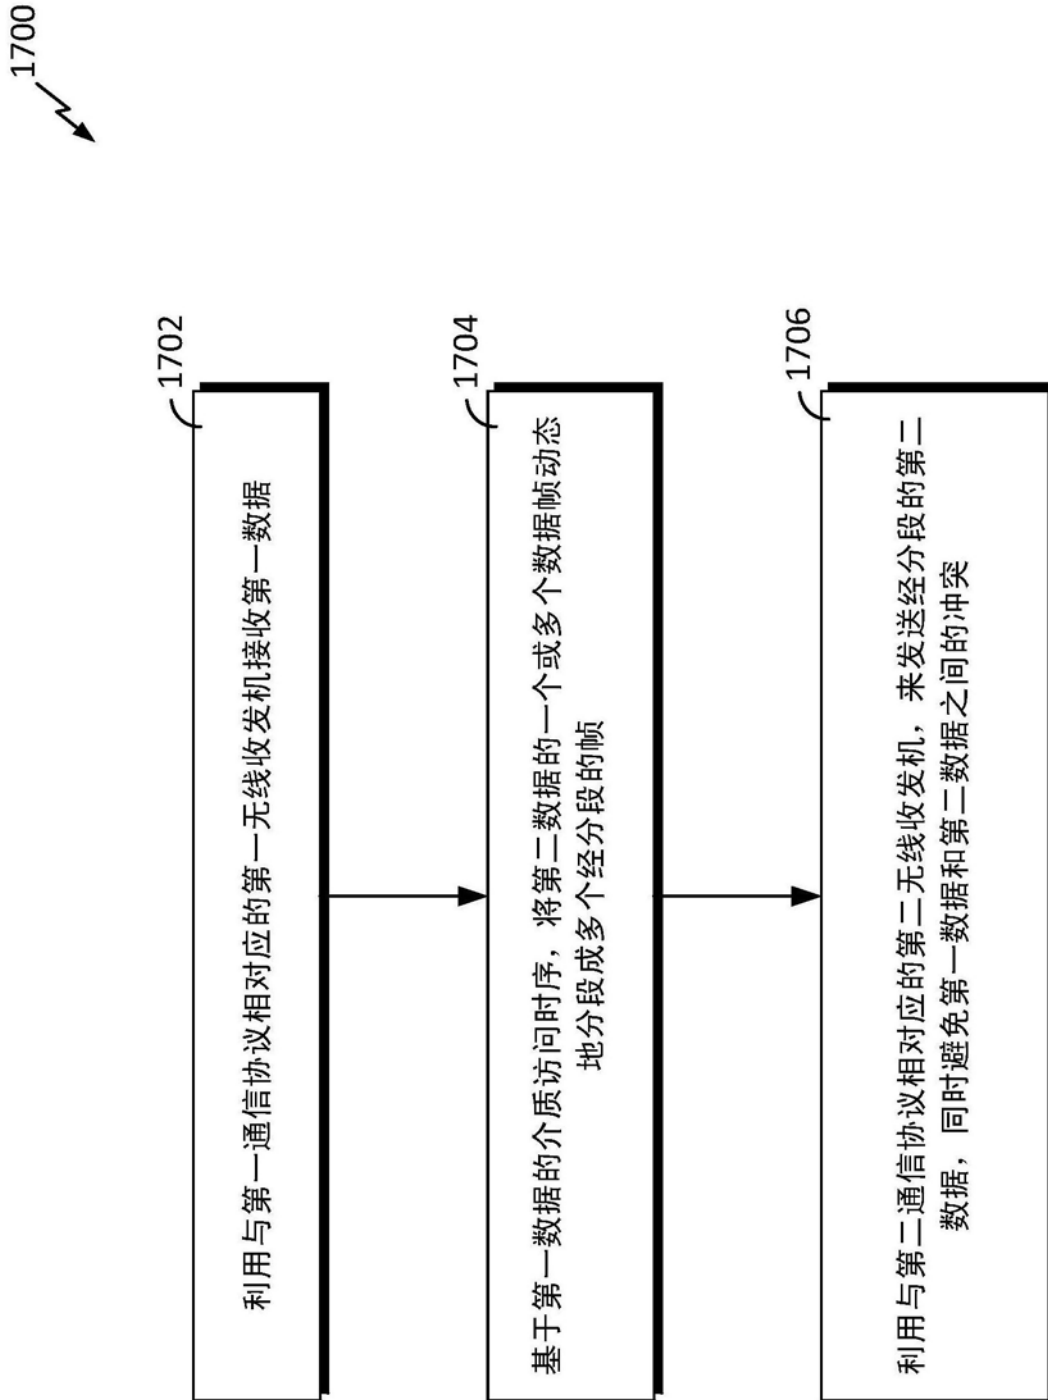 1700
1702
利用与第一通信协议相对应的第一无线收发机接收第一数据
1704
基于第一数据的介质访问时序，将第二数据的一个或多个数据帧动态
地分段成多个经分段的帧
1706
利用与第二通信协议相对应的第二无线收发机，来发送经分段的第二
数据，同时避免第一数据和第二数据之间的冲突